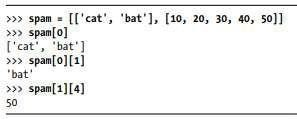 >>> spam = [['cat', 'bat'], [10, 20, 30, 40, 50]]
>>> spam[0]
['cat', 'bat']
>>> spam[0][1]
'bat'
>>> spam[1][4]
50